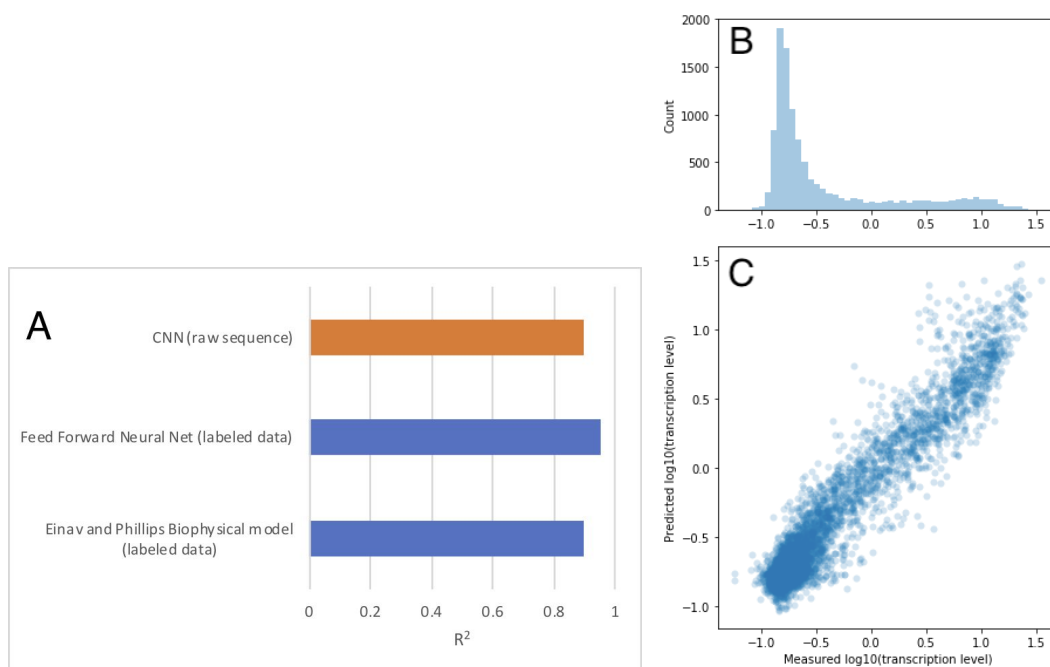 A
CNN (raw sequence)
Feed Forward Neural Net (labeled data)
Einav and Phillips Biophysical model
(labeled data)
0 0.2 0.4 0.6 0.8 1
R²
B
2000
1500
1000
500
0
Count
−1.0 −0.5 0.0 0.5 1.0 1.5
C
1.5
1.0
0.5
0.0
−0.5
−1.0
Predicted log10(transcription level)
−1.0 −0.5 0.0 0.5 1.0 1.5
Measured log10(transcription level)